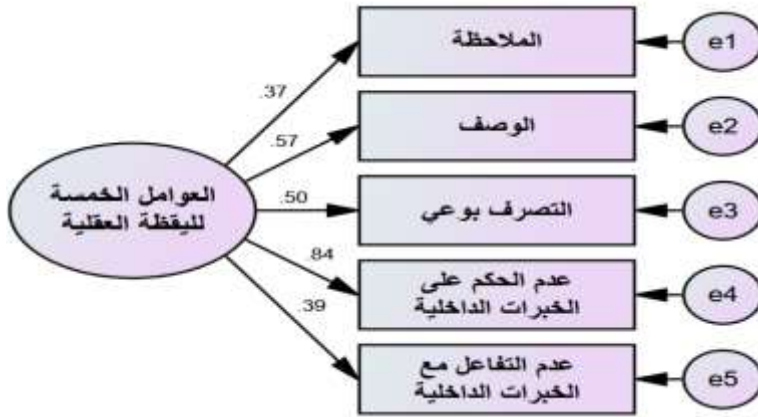 الملاحظة
e1
.37
الوصف
e2
.57
العوامل الخمسة
لليقظة العقلية
.50
التصرف بوعي
e3
.84
عدم الحكم على
الخبرات الداخلية
e4
.39
عدم التفاعل مع
الخبرات الداخلية
e5